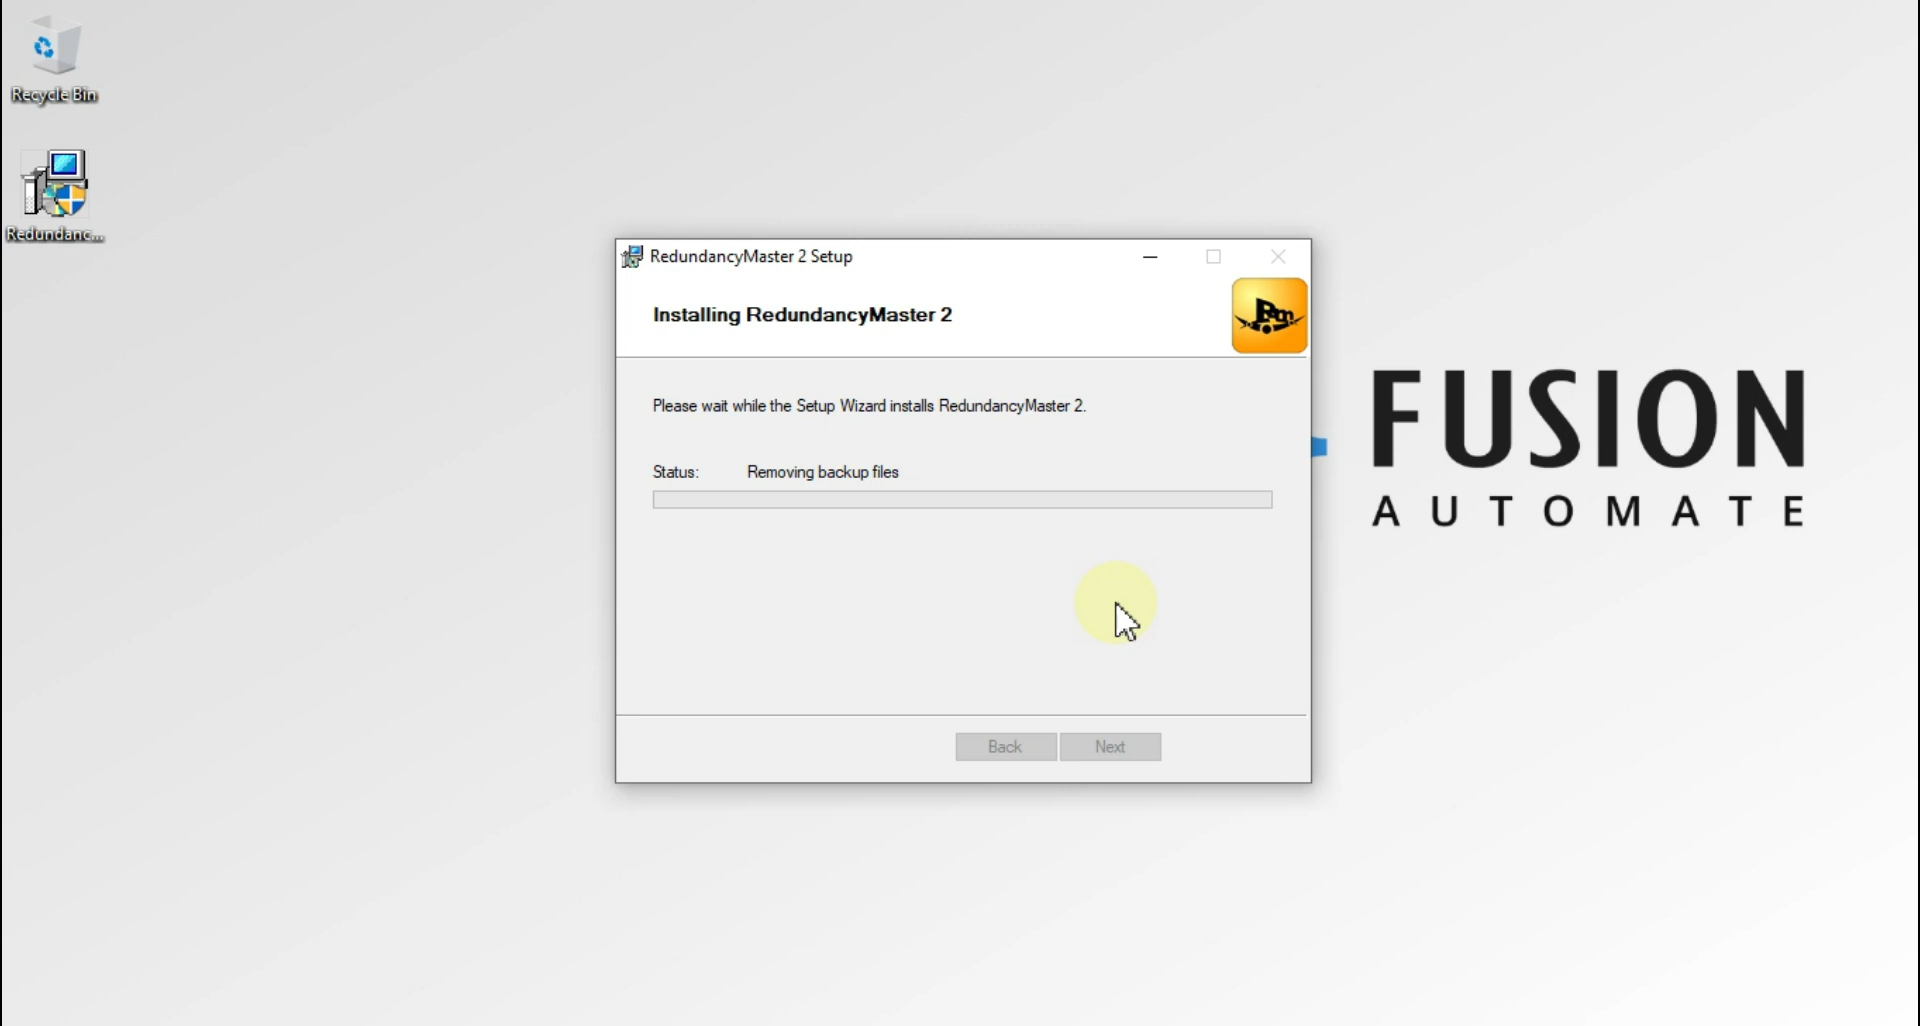 Recycle Bin
Redundanc...
RedundancyMaster 2 Setup
Installing RedundancyMaster 2
Rm
Please wait while the Setup Wizard installs RedundancyMaster 2.
Status: Removing backup files
Back Next
FUSION
AUTOMATE